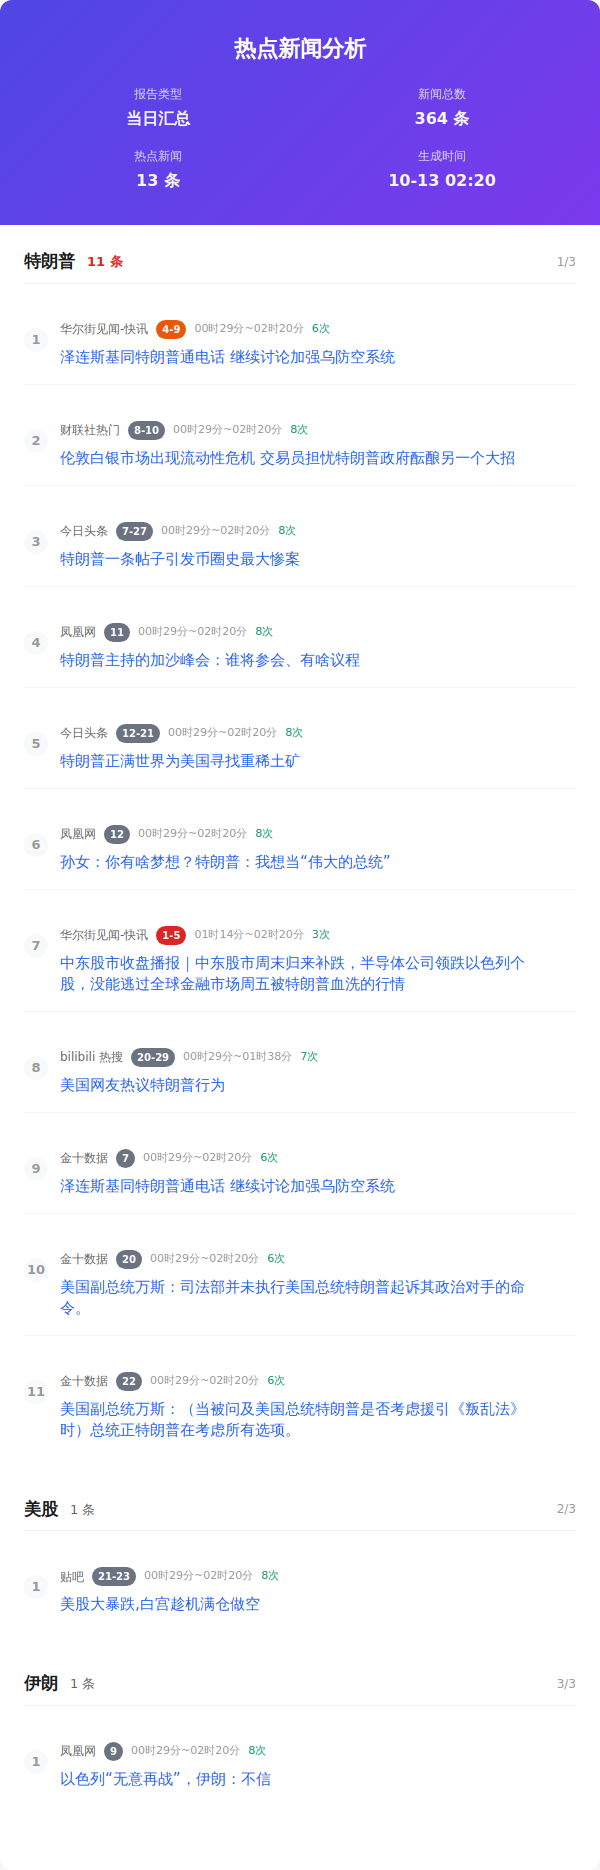 热点新闻分析
报告类型
当日汇总
新闻总数
364 条
热点新闻
13 条
生成时间
10-13 02:20
特朗普 11 条 1/3
1
华尔街见闻-快讯 4-9 00时29分~02时20分 6次
泽连斯基同特朗普通电话 继续讨论加强乌防空系统
2
财联社热门 8-10 00时29分~02时20分 8次
伦敦白银市场出现流动性危机 交易员担忧特朗普政府酝酿另一个大招
3
今日头条 7-27 00时29分~02时20分 8次
特朗普一条帖子引发币圈史最大惨案
4
凤凰网 11 00时29分~02时20分 8次
特朗普主持的加沙峰会：谁将参会、有啥议程
5
今日头条 12-21 00时29分~02时20分 8次
特朗普正满世界为美国寻找重稀土矿
6
凤凰网 12 00时29分~02时20分 8次
孙女：你有啥梦想？特朗普：我想当“伟大的总统”
7
华尔街见闻-快讯 1-5 01时14分~02时20分 3次
中东股市收盘播报｜中东股市周末归来补跌，半导体公司领跌以色列个
股，没能逃过全球金融市场周五被特朗普血洗的行情
8
bilibili 热搜 20-29 00时29分~01时38分 7次
美国网友热议特朗普行为
9
金十数据 7 00时29分~02时20分 6次
泽连斯基同特朗普通电话 继续讨论加强乌防空系统
10
金十数据 20 00时29分~02时20分 6次
美国副总统万斯：司法部并未执行美国总统特朗普起诉其政治对手的命
令。
11
金十数据 22 00时29分~02时20分 6次
美国副总统万斯：（当被问及美国总统特朗普是否考虑援引《叛乱法》
时）总统正特朗普在考虑所有选项。
美股 1 条 2/3
1
贴吧 21-23 00时29分~02时20分 8次
美股大暴跌,白宫趁机满仓做空
伊朗 1 条 3/3
1
凤凰网 9 00时29分~02时20分 8次
以色列“无意再战”，伊朗：不信